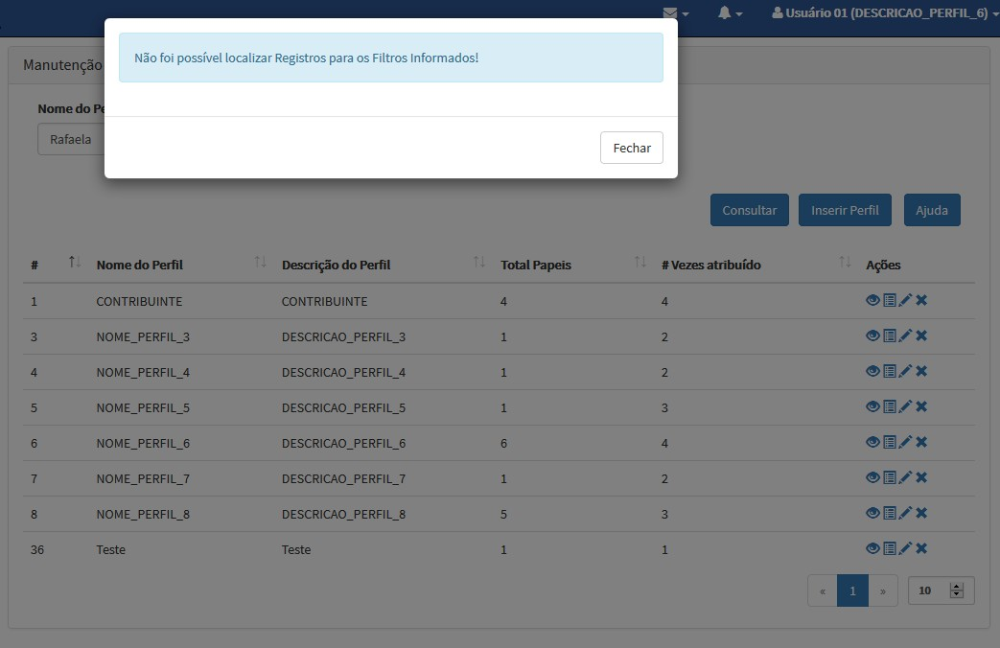 Usuário 01 (DESCRICAO_PERFIL_6)
Não foi possível localizar Registros para os Filtros Informados!
Fechar
Manutenção
Nome do Pe
Rafaela
Consultar Inserir Perfil Ajuda
# Nome do Perfil Descrição do Perfil Total Papeis # Vezes atribuído Ações
1 CONTRIBUINTE CONTRIBUINTE 4 4
3 NOME_PERFIL_3 DESCRICAO_PERFIL_3 1 2
4 NOME_PERFIL_4 DESCRICAO_PERFIL_4 1 2
5 NOME_PERFIL_5 DESCRICAO_PERFIL_5 1 3
6 NOME_PERFIL_6 DESCRICAO_PERFIL_6 6 4
7 NOME_PERFIL_7 DESCRICAO_PERFIL_7 1 2
8 NOME_PERFIL_8 DESCRICAO_PERFIL_8 5 3
36 Teste Teste 1 1
« 1 » 10